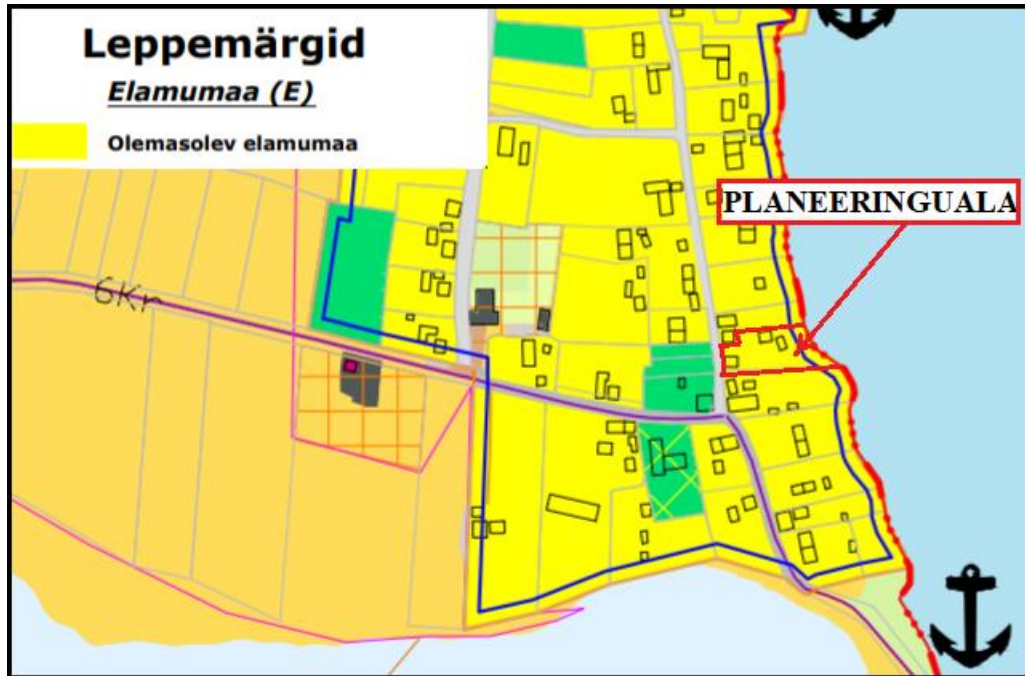 Leppemärgid
Elamumaa (E)
Olemasolev elamumaa
PLANEERINGUALA
6Kr